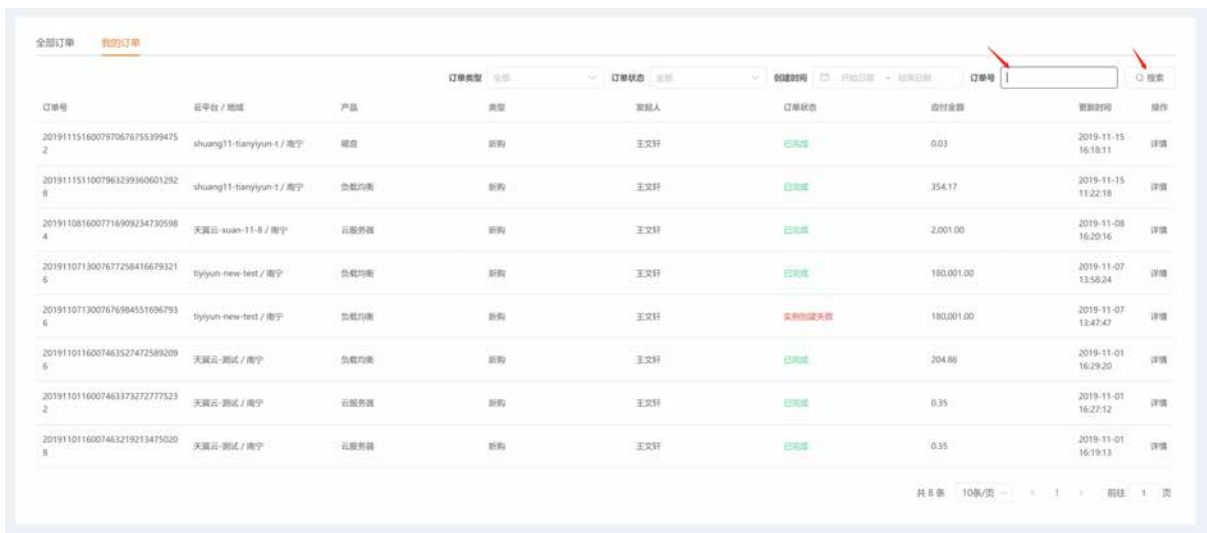 全部订单 我的订单
订单类型 全部 订单状态 全部 创建时间 开始日期 - 结束日期 订单号 搜索
订单号 云平台 / 地域 产品 类型 发起人 订单状态 应付金额 更新时间 操作
201911151600797067675539947 5 2019-11-15
2 shuang11-tianyiyun-t / 南宁 磁盘 新购 王文轩 已完成 0.03 16:18:11 详情
20191115110079632393606012928 shuang11-tianyiyun-t / 南宁 负载均衡 新购 王文轩 已完成 354.17 2019-11-15 11:22:18 详情
20191108160077169092347305984 天翼云-xuan-11-8 / 南宁 云服务器 新购 王文轩 已完成 2,001.00 2019-11-08 16:20:16 详情
20191107130076772584166793216 tiyiyun-new-test / 南宁 负载均衡 新购 王文轩 已完成 180,001.00 2019-11-07 13:58:24 详情
20191107130076769845516967936 tiyiyun-new-test / 南宁 负载均衡 新购 王文轩 实例创建失败 180,001.00 2019-11-07 13:47:47 详情
20191101160074635274725892096 天翼云-测试 / 南宁 负载均衡 新购 王文轩 已完成 204.86 2019-11-01 16:29:20 详情
20191101160074633732727775232 天翼云-测试 / 南宁 云服务器 新购 王文轩 已完成 0.35 2019-11-01 16:27:12 详情
20191101160074632192134750208 天翼云-测试 / 南宁 云服务器 新购 王文轩 已完成 0.35 2019-11-01 16:19:13 详情
共 8 条 10条/页 < 1 > 前往 1 页